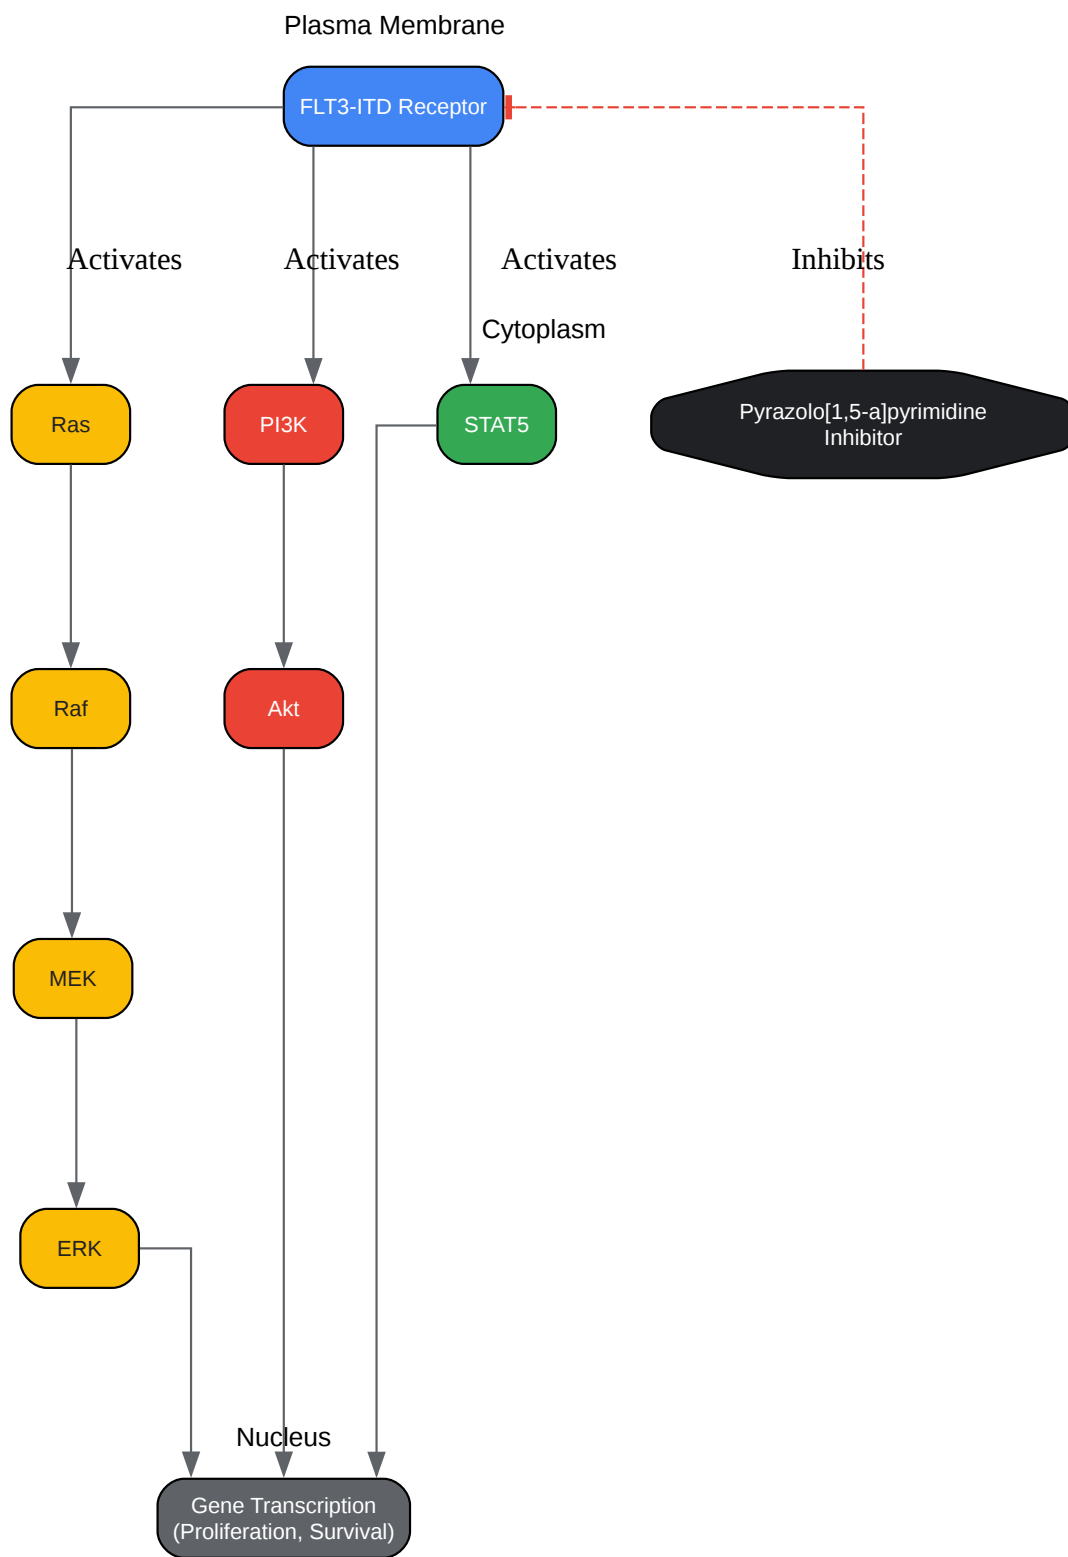 Plasma Membrane
FLT3-ITD Receptor
Activates
Activates
Activates
Inhibits
Cytoplasm
Ras
PI3K
STAT5
Pyrazolo[1,5-a]pyrimidine
Inhibitor
Raf
Akt
MEK
ERK
Nucleus
Gene Transcription
(Proliferation, Survival)